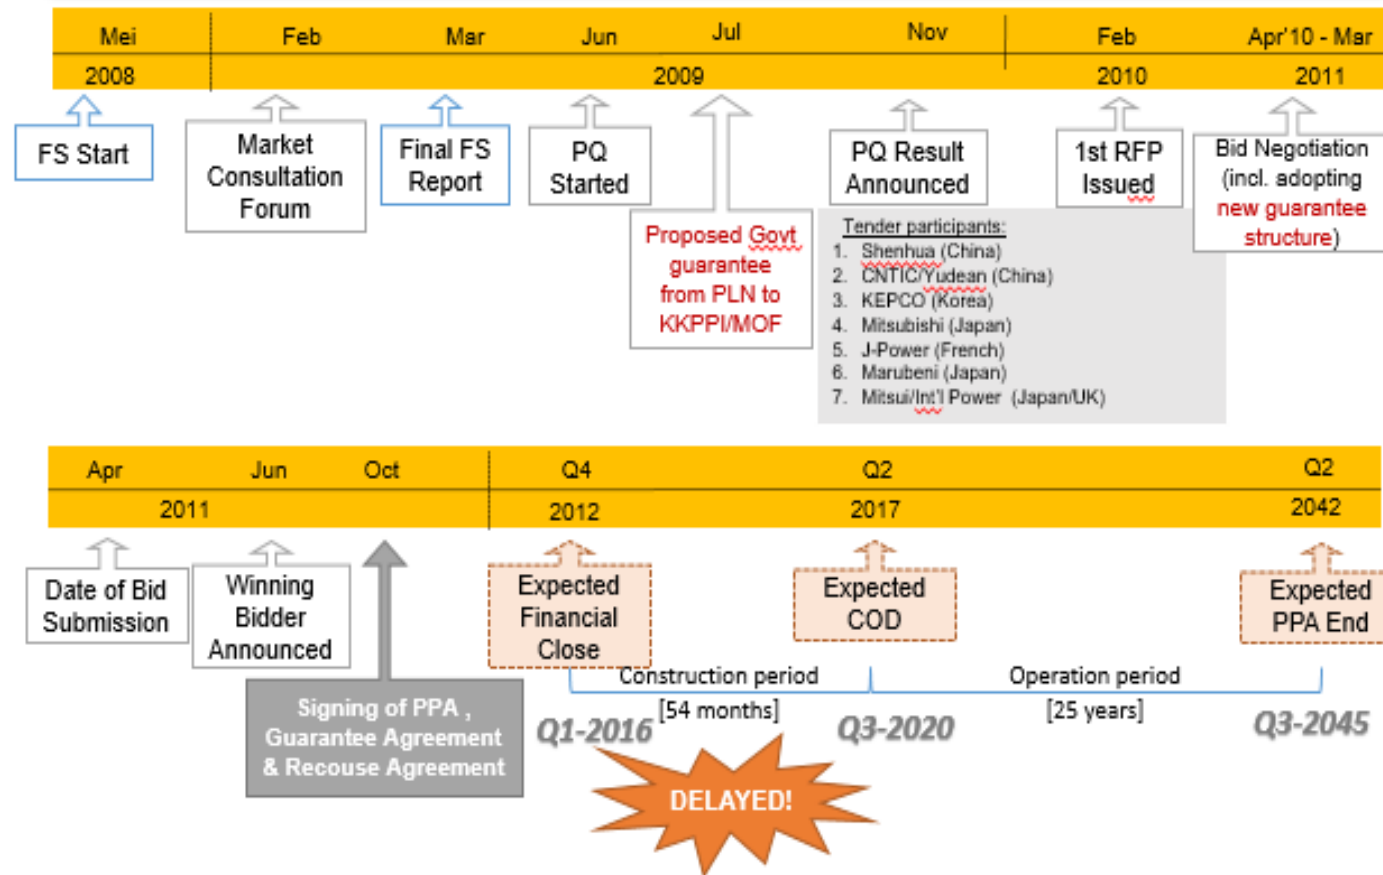 Mei Feb Mar Jun Jul Nov Feb Apr'10 - Mar
2008 2009 2010 2011
FS Start
Market
Consultation
Forum
Final FS
Report
PQ
Started
Proposed Govt
guarantee
from PLN to
KKPPI/MOF
PQ Result
Announced
Tender participants:
1. Shenhua (China)
2. CNTIC/Yudean (China)
3. KEPCO (Korea)
4. Mitsubishi (Japan)
5. J-Power (French)
6. Marubeni (Japan)
7. Mitsui/Int'l Power (Japan/UK)
1st RFP
Issued
Bid Negotiation
(incl. adopting
new guarantee
structure)
Apr Jun Oct Q4 Q2 Q2
2011 2012 2017 2042
Date of Bid
Submission
Winning
Bidder
Announced
Signing of PPA ,
Guarantee Agreement
& Recouse Agreement
Expected
Financial
Close
Expected
COD
Expected
PPA End
Construction period
[54 months]
Operation period
[25 years]
Q1-2016
Q3-2020
Q3-2045
DELAYED!